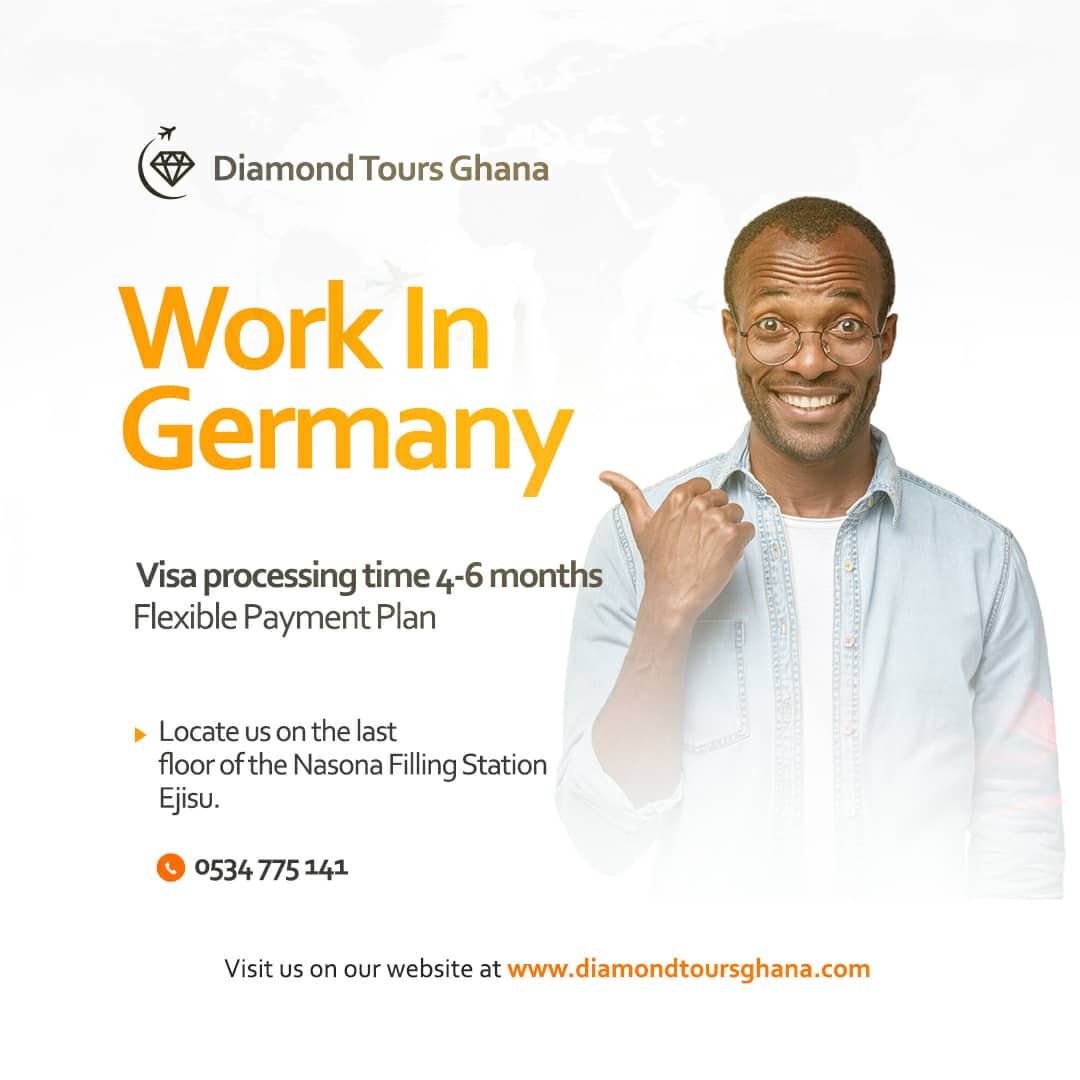 Diamond Tours Ghana
Work In
Germany
Visa processing time 4-6 months
Flexible Payment Plan
Locate us on the last
floor of the Nasona Filling Station
Ejisu.
0534 775 141
Visit us on our website at www.diamondtoursghana.com